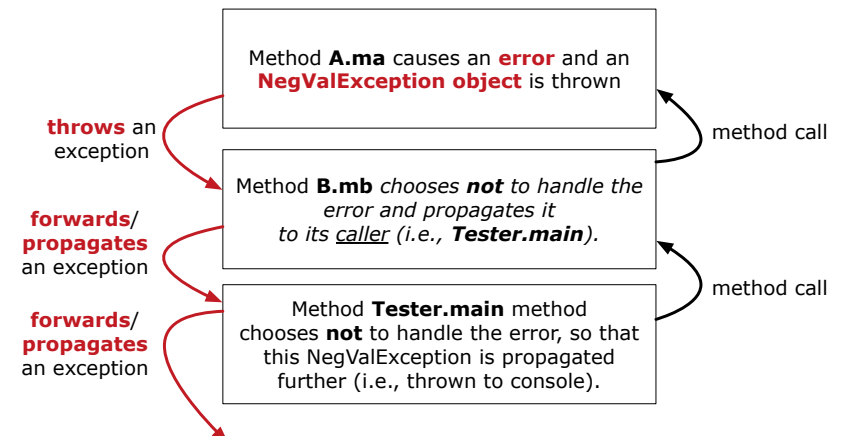 Method A.ma causes an error and an
NegValException object is thrown
throws an
exception
method call
Method B.mb chooses not to handle the
error and propagates it
to its caller (i.e., Tester.main).
forwards/
propagates
an exception
method call
Method Tester.main method
chooses not to handle the error, so that
this NegValException is propagated
further (i.e., thrown to console).
forwards/
propagates
an exception